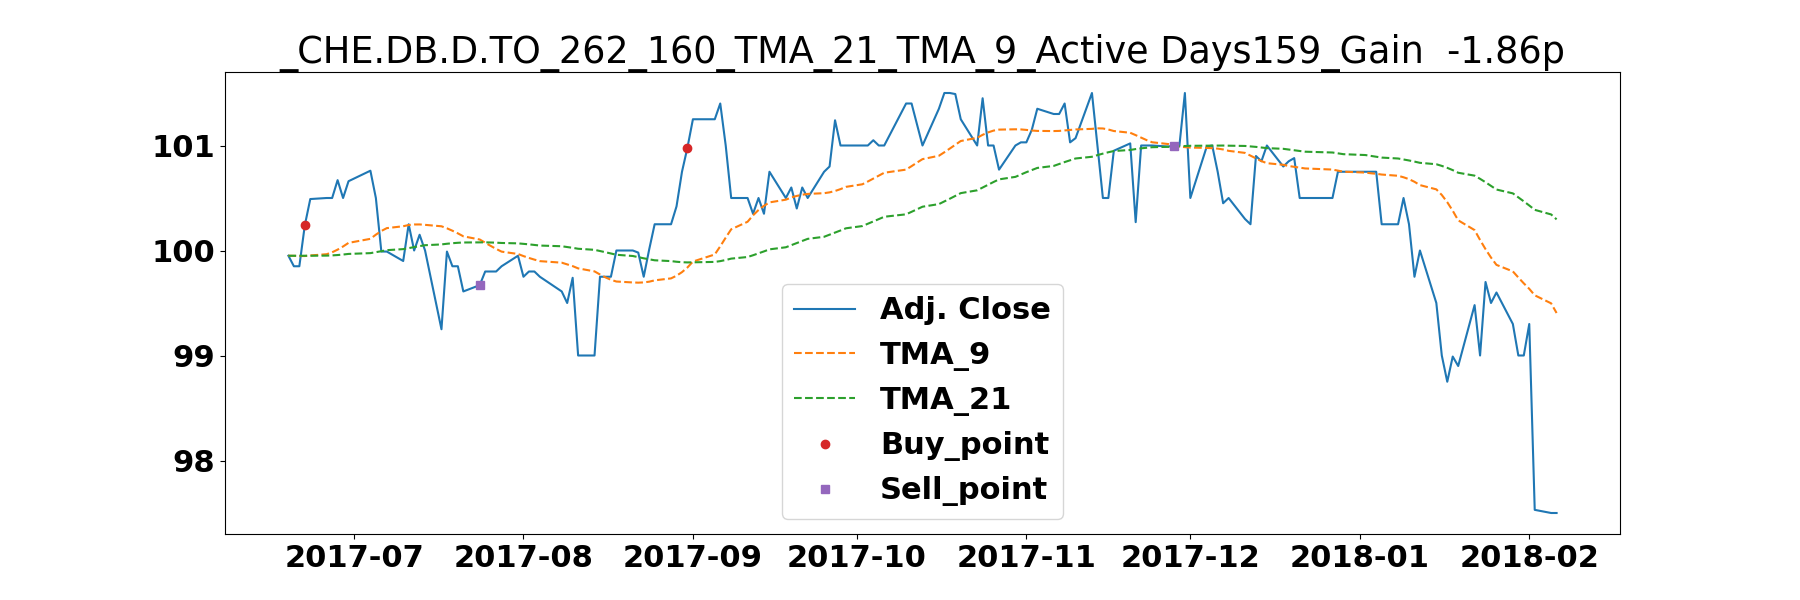 _CHE.DB.D.TO_262_160_TMA_21_TMA_9_Active Days159_Gain  -1.86p
101
100
99
98
Adj. Close
TMA_9
TMA_21
Buy_point
Sell_point
2017-07 2017-08 2017-09 2017-10 2017-11 2017-12 2018-01 2018-02